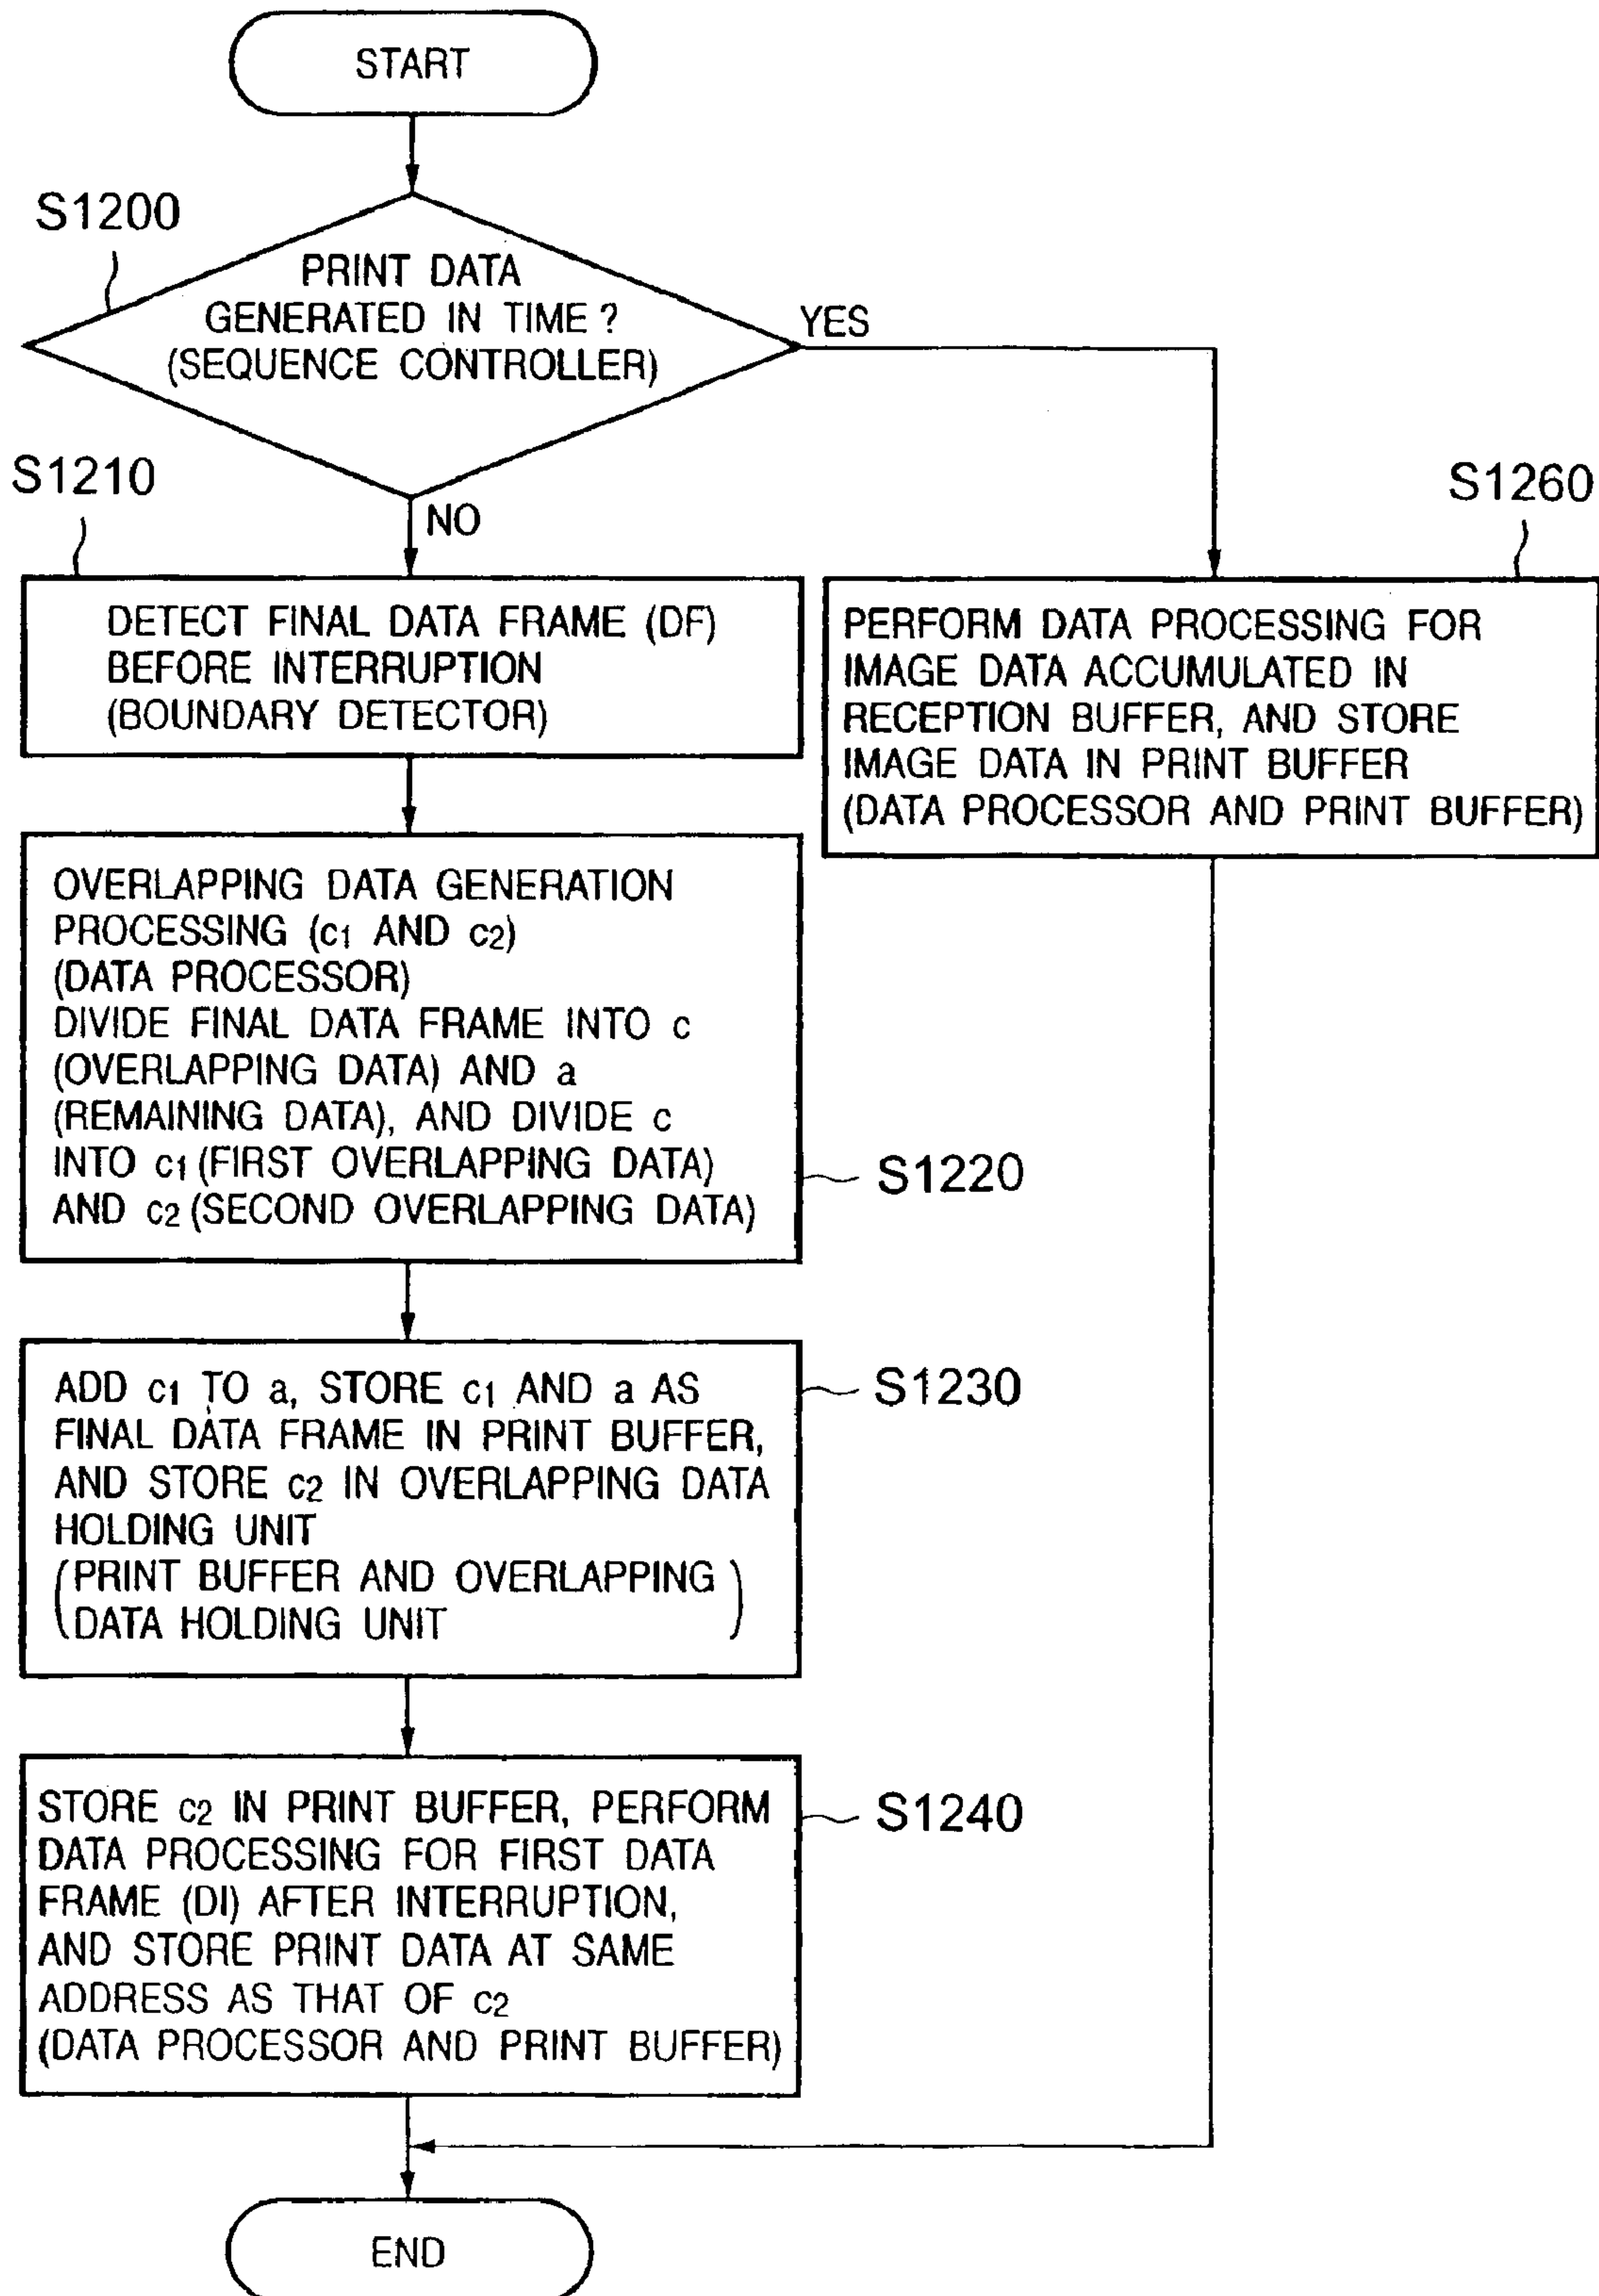 START
S1200
PRINT DATA
GENERATED IN TIME ?
(SEQUENCE CONTROLLER)
YES
S1210
NO
S1260
DETECT FINAL DATA FRAME (DF)
BEFORE INTERRUPTION
(BOUNDARY DETECTOR)
PERFORM DATA PROCESSING FOR
IMAGE DATA ACCUMULATED IN
RECEPTION BUFFER, AND STORE
IMAGE DATA IN PRINT BUFFER
(DATA PROCESSOR AND PRINT BUFFER)
OVERLAPPING DATA GENERATION
PROCESSING (c1 AND c2)
(DATA PROCESSOR)
DIVIDE FINAL DATA FRAME INTO c
(OVERLAPPING DATA) AND a
(REMAINING DATA), AND DIVIDE c
INTO c1 (FIRST OVERLAPPING DATA)
AND c2 (SECOND OVERLAPPING DATA)
S1220
ADD c1 TO a, STORE c1 AND a AS
FINAL DATA FRAME IN PRINT BUFFER,
AND STORE c2 IN OVERLAPPING DATA
HOLDING UNIT
(PRINT BUFFER AND OVERLAPPING
DATA HOLDING UNIT)
S1230
STORE c2 IN PRINT BUFFER, PERFORM
DATA PROCESSING FOR FIRST DATA
FRAME (DI) AFTER INTERRUPTION,
AND STORE PRINT DATA AT SAME
ADDRESS AS THAT OF c2
(DATA PROCESSOR AND PRINT BUFFER)
S1240
END